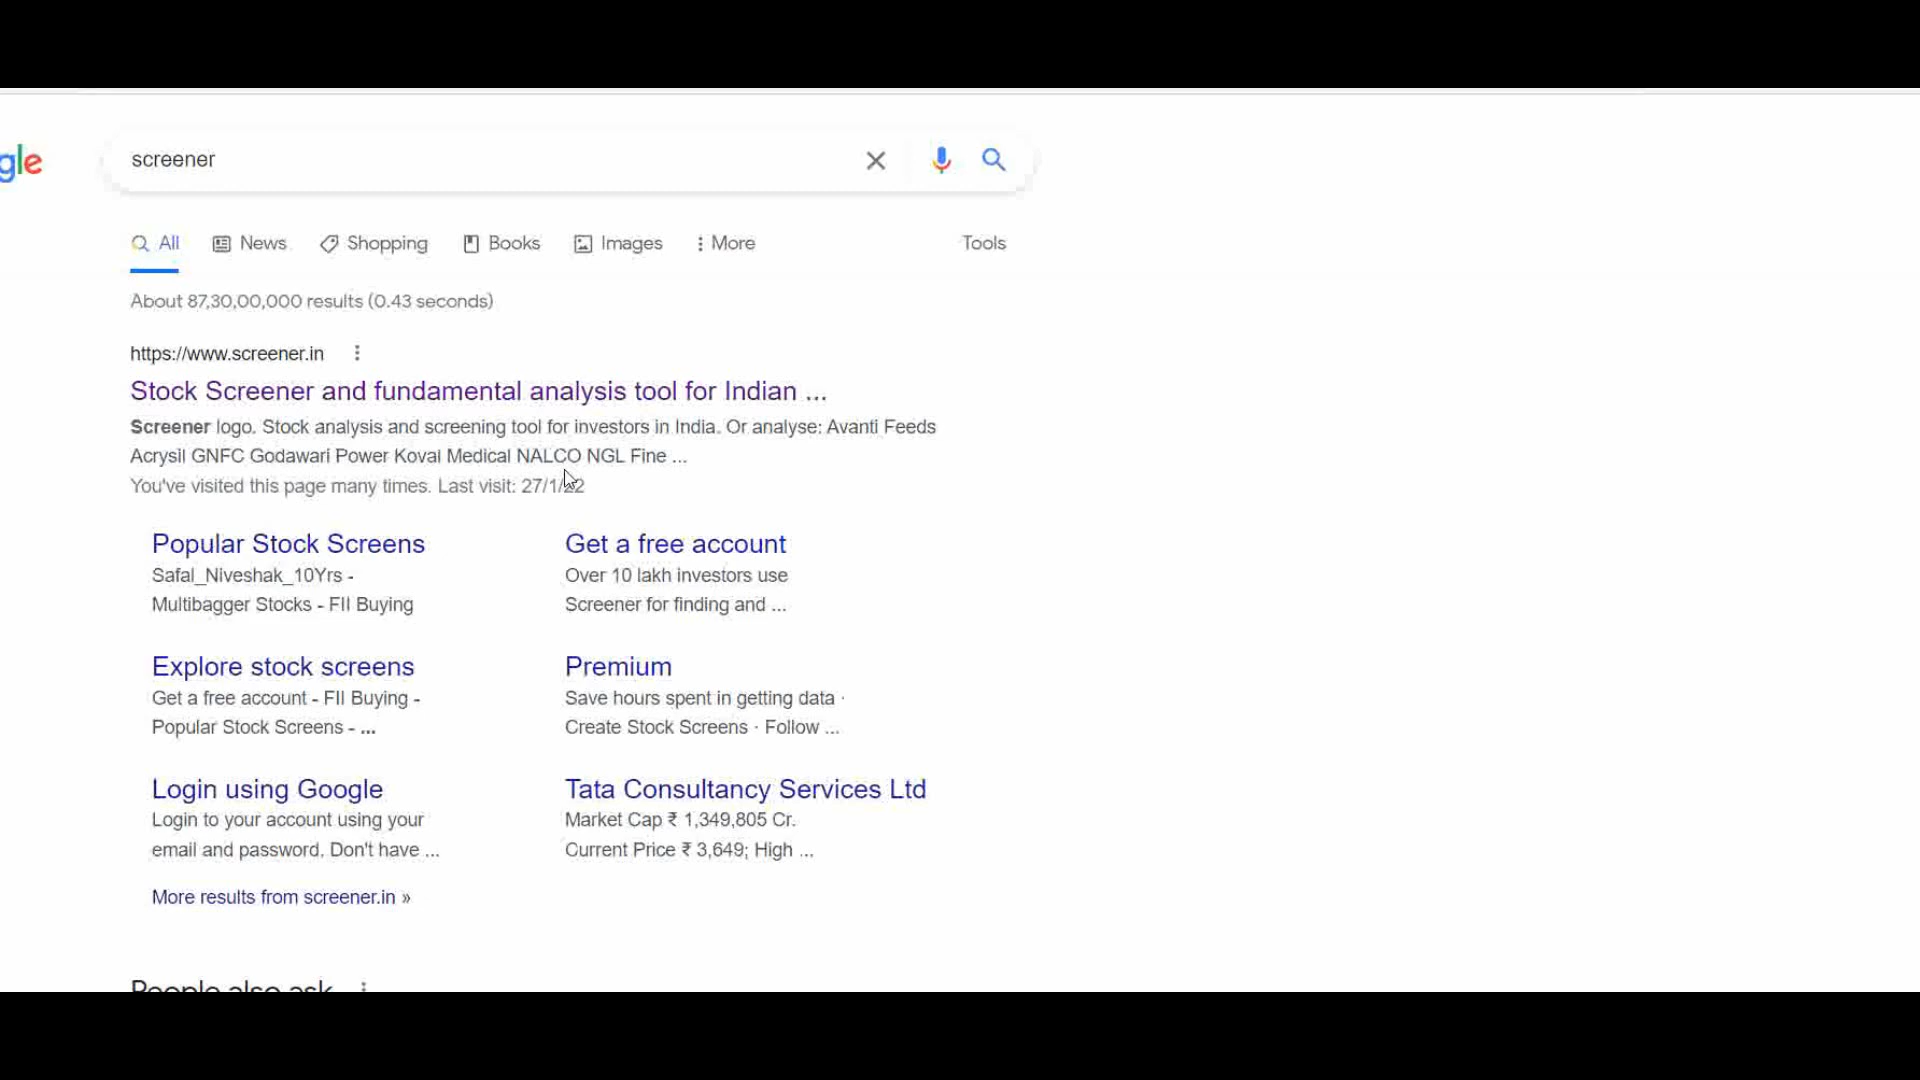 gle
screener
All News Shopping Books Images More Tools
About 87,30,00,000 results (0.43 seconds)
https://www.screener.in
Stock Screener and fundamental analysis tool for Indian ...
Screener logo. Stock analysis and screening tool for investors in India. Or analyse: Avanti Feeds
Acrysil GNFC Godawari Power Koval Medical NALCO NGL Fine ...
You've visited this page many times. Last visit: 27/1/22
Popular Stock Screens
Safal_Niveshak_10Yrs -
Multibagger Stocks - FII Buying
Get a free account
Over 10 lakh investors use
Screener for finding and ...
Explore stock screens
Get a free account - FII Buying -
Popular Stock Screens - ...
Premium
Save hours spent in getting data ·
Create Stock Screens · Follow ...
Login using Google
Login to your account using your
email and password. Don't have ...
Tata Consultancy Services Ltd
Market Cap ₹ 1,349,805 Cr.
Current Price ₹ 3,649; High ...
More results from screener.in »
People also ask